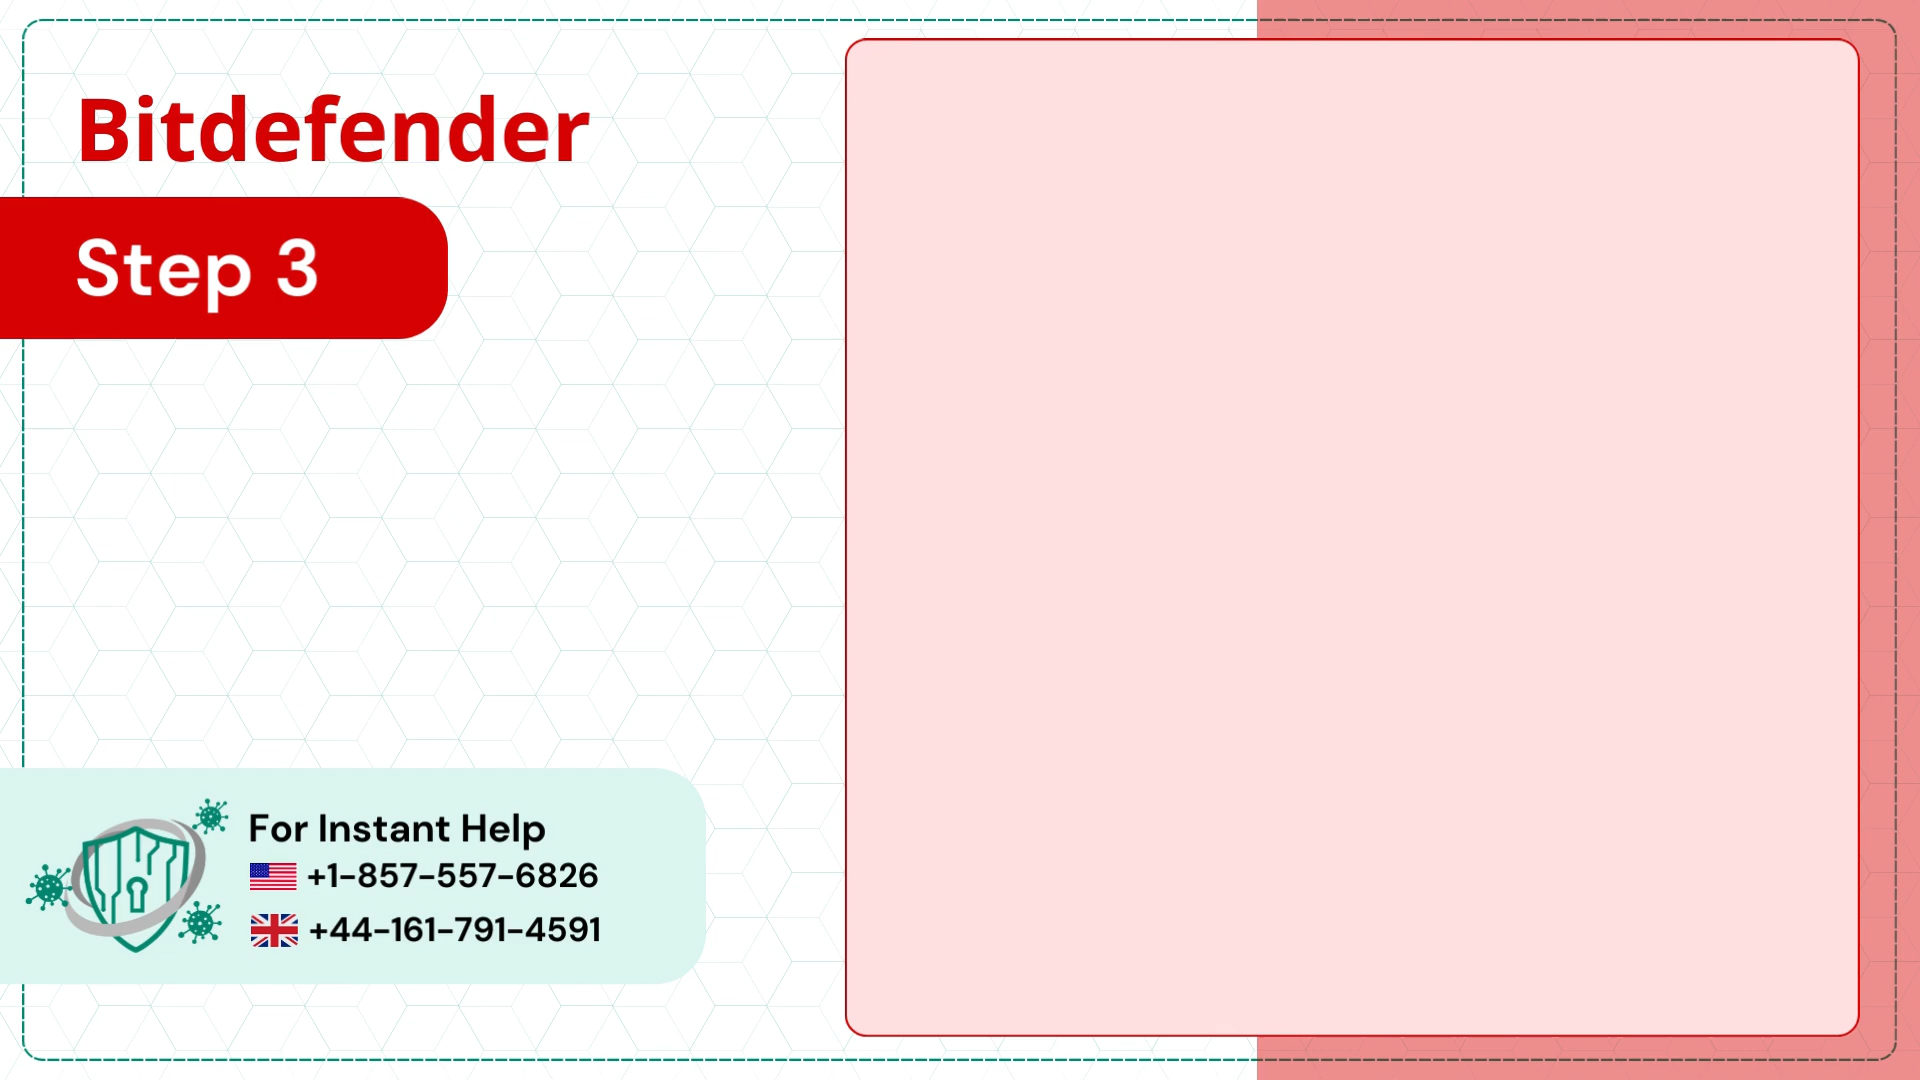 Bitdefender
Step 3
For Instant Help
+1-857-557-6826
+44-161-791-4591